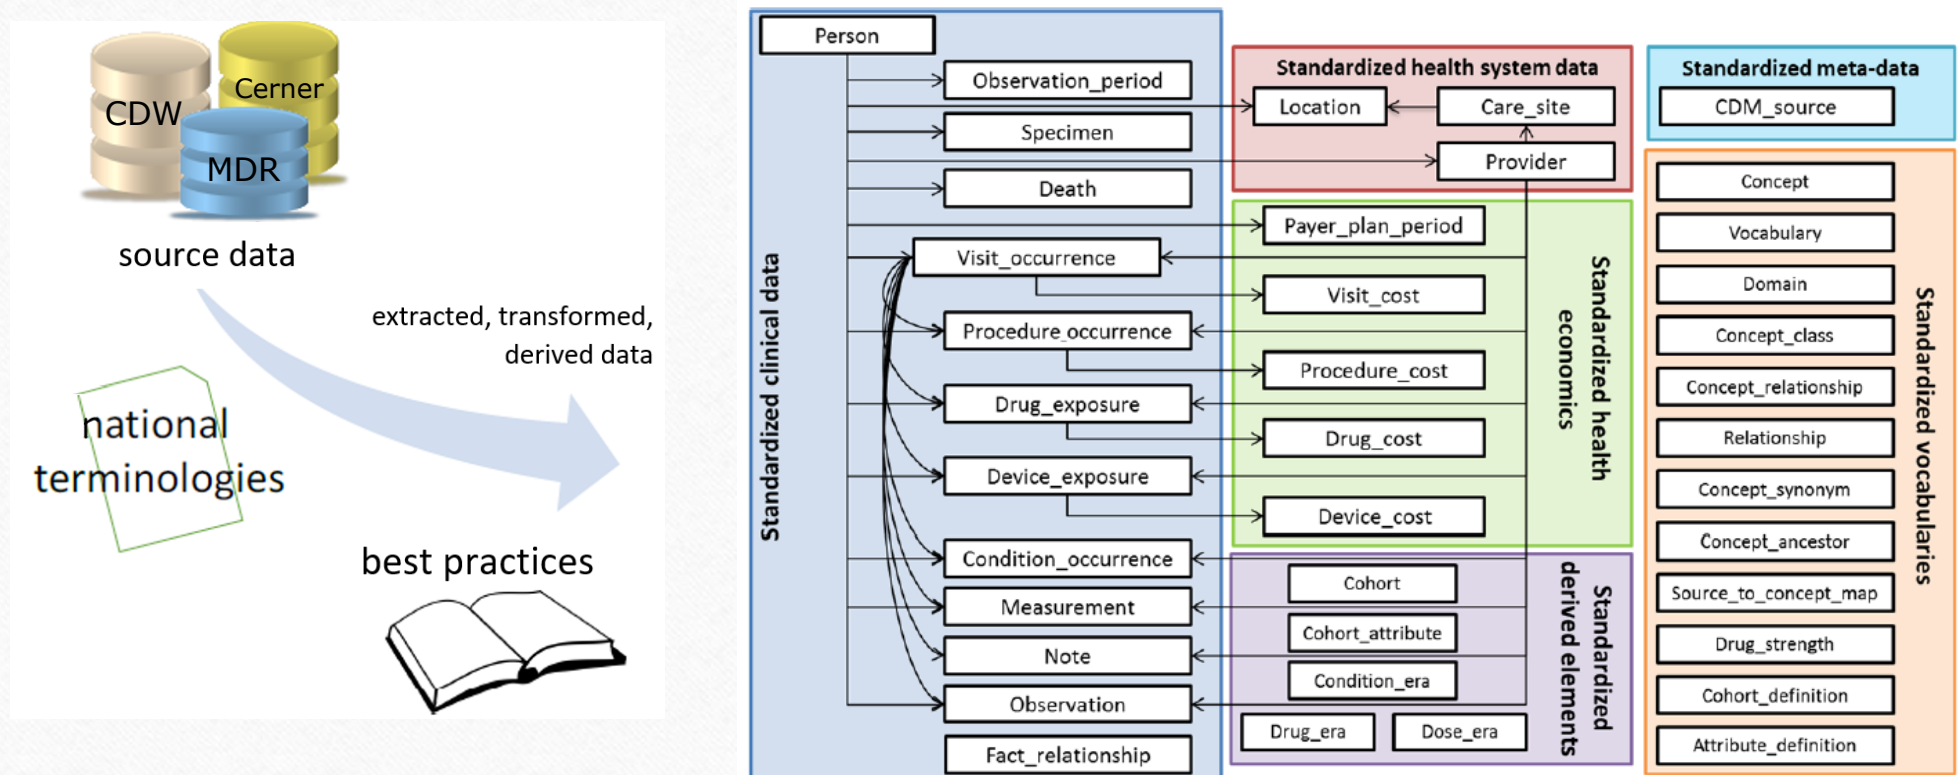 CDW
Cerner
MDR
source data
extracted, transformed,
derived data
national
terminologies
best practices
Standardized clinical data
Person
Observation_period
Specimen
Death
Visit_occurrence
Procedure_occurrence
Drug_exposure
Device_exposure
Condition_occurrence
Measurement
Note
Observation
Fact_relationship
Standardized health system data
Location
Care_site
Provider
Standardized health
economics
Payer_plan_period
Visit_cost
Procedure_cost
Drug_cost
Device_cost
Standardized
derived elements
Cohort
Cohort_attribute
Condition_era
Drug_era
Dose_era
Standardized meta-data
CDM_source
Standardized vocabularies
Concept
Vocabulary
Domain
Concept_class
Concept_relationship
Relationship
Concept_synonym
Concept_ancestor
Source_to_concept_map
Drug_strength
Cohort_definition
Attribute_definition